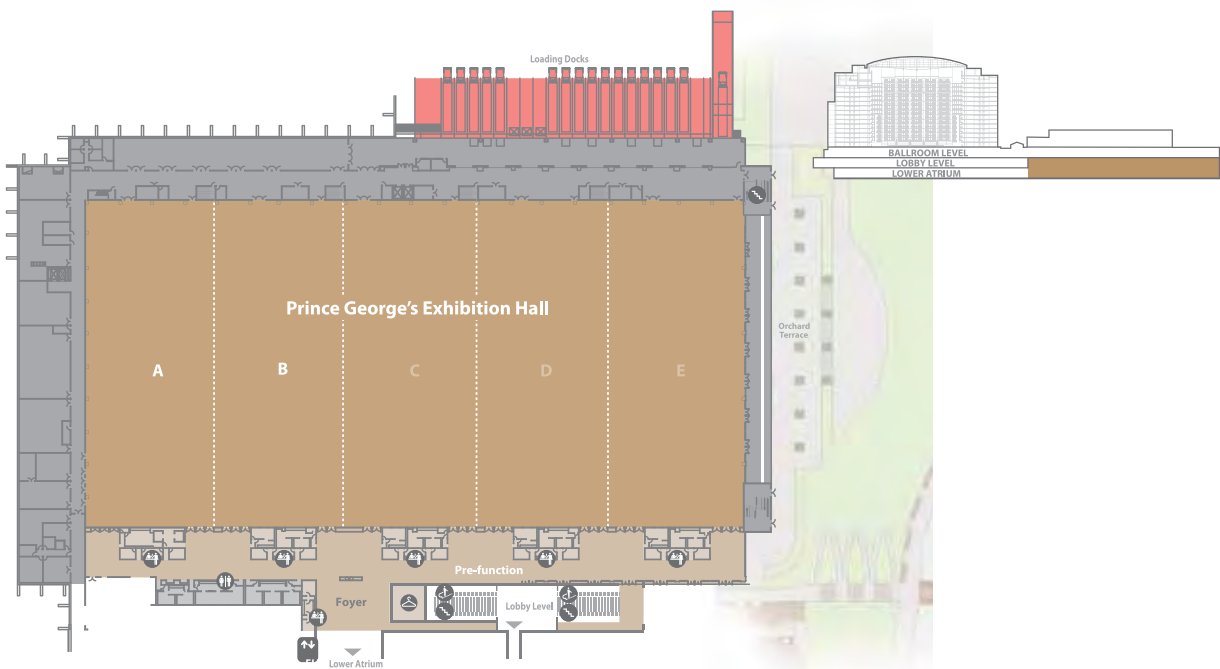 Loading Docks
BALLROOM LEVEL
LOBBY LEVEL
LOWER ATRIUM
Prince George's Exhibition Hall
Orchard
Terrace
A
B
C
D
E
Pre-function
Foyer
Lobby Level
Lower Atrium